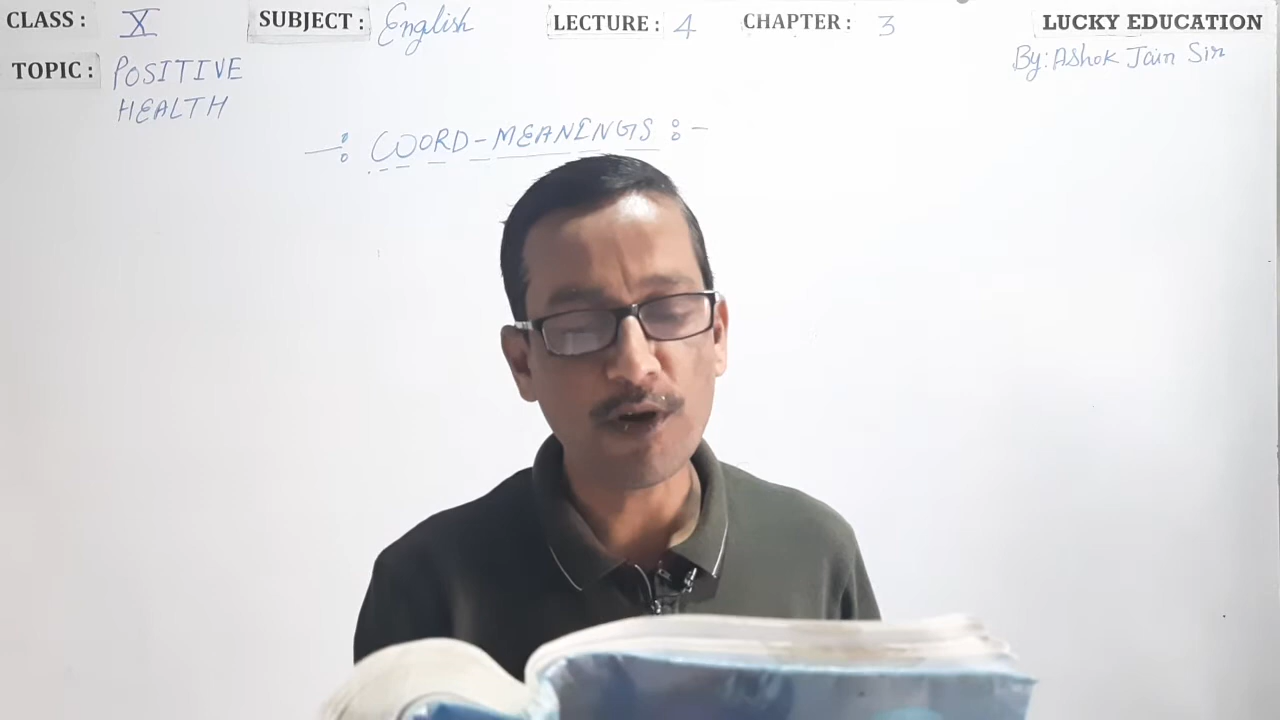 CLASS : X SUBJECT : English LECTURE : 4 CHAPTER : 3 LUCKY EDUCATION
By: Ashok Jain Sir
TOPIC : POSITIVE
HEALTH
-: WORD-MEANINGS :-